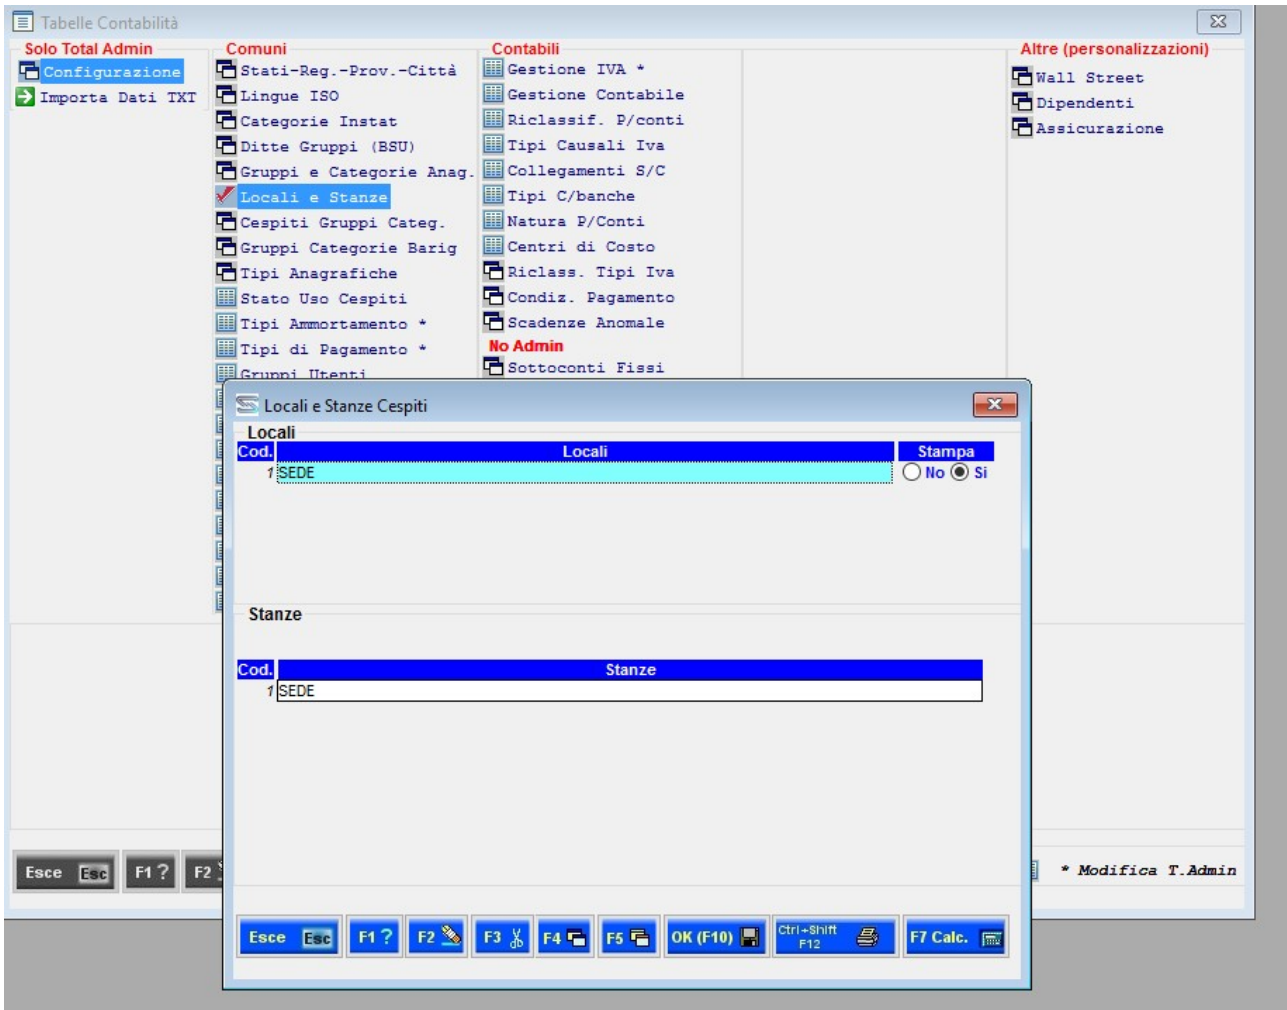 Tabelle Contabilità
Solo Total Admin
Configurazione
Importa Dati TXT
Comuni
Stati-Reg.-Prov.-Città
Lingue ISO
Categorie Instat
Ditte Gruppi (BSU)
Gruppi e Categorie Anag.
Locali e Stanze
Cespiti Gruppi Categ.
Gruppi Categorie Barig
Tipi Anagrafiche
Stato Uso Cespiti
Tipi Ammortamento *
Tipi di Pagamento *
Gruppi Utenti
Contabili
Gestione IVA *
Gestione Contabile
Riclassif. P/conti
Tipi Causali Iva
Collegamenti S/C
Tipi C/banche
Natura P/Conti
Centri di Costo
Riclass. Tipi Iva
Condiz. Pagamento
Scadenze Anomale
No Admin
Sottoconti Fissi
Altre (personalizzazioni)
Wall Street
Dipendenti
Assicurazione
Locali e Stanze Cespiti
Locali
Cod. Locali Stampa
1 SEDE No Si
Stanze
Cod. Stanze
1 SEDE
Esce Esc F1 ? F2
* Modifica T.Admin
Esce Esc F1 ? F2 F3 F4 F5 OK (F10) Ctrl+Shift F12 F7 Calc.